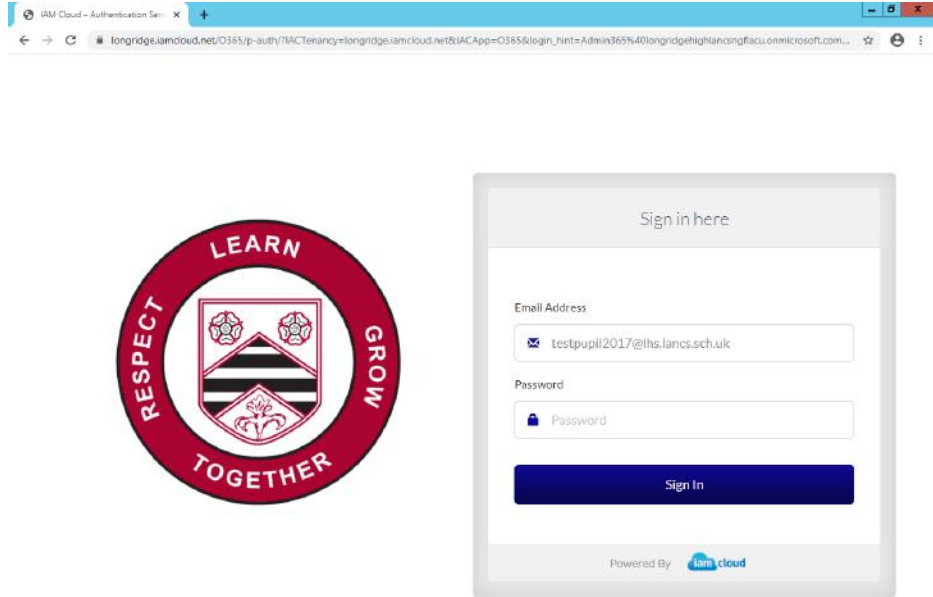 IAM Cloud – Authentication Serv
longridge.iamcloud.net/O365/p-auth/?IACTenancy=longridge.iamcloud.net&IACApp=O365&login_hint=Admin365%40longridgehighlancsngflacu.onmicrosoft.com...
LEARN
GROW
TOGETHER
RESPECT
Sign in here
Email Address
testpupil2017@lhs.lancs.sch.uk
Password
Password
Sign In
Powered By iam cloud